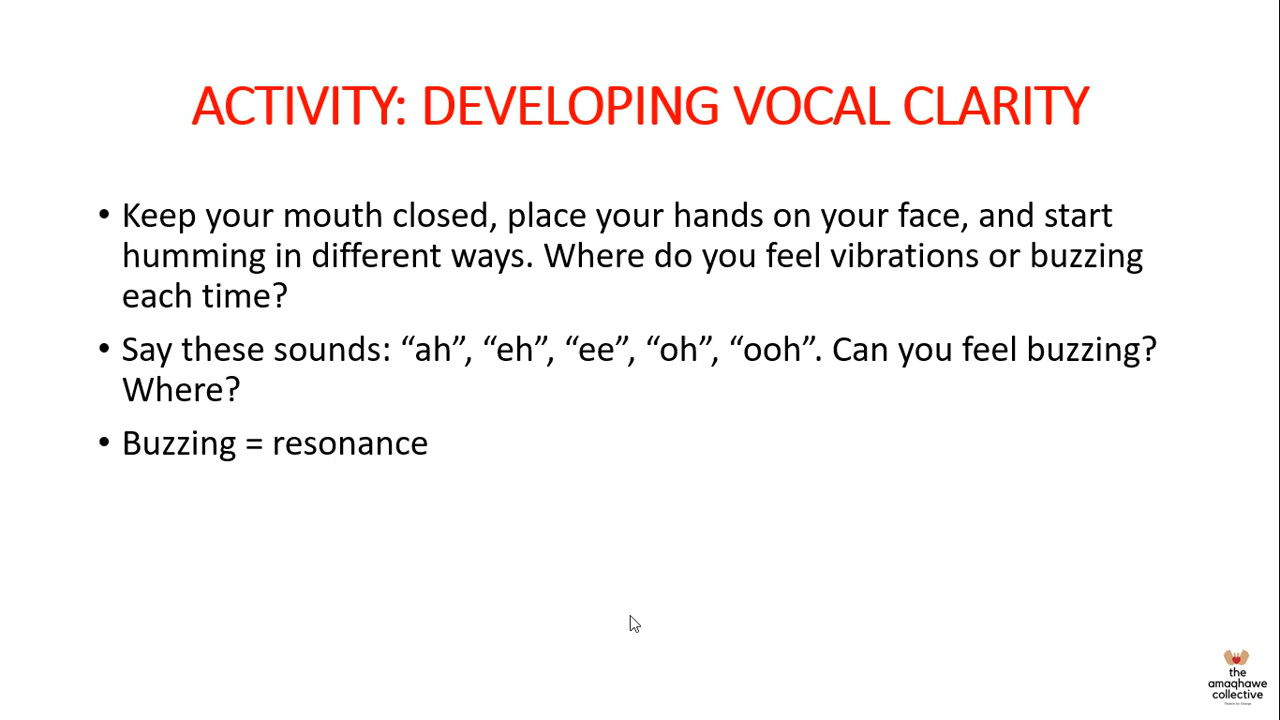 ACTIVITY: DEVELOPING VOCAL CLARITY
• Keep your mouth closed, place your hands on your face, and start
humming in different ways. Where do you feel vibrations or buzzing
each time?
• Say these sounds: “ah”, “eh”, “ee”, “oh”, “ooh”. Can you feel buzzing?
Where?
• Buzzing = resonance
the
amaqhawe
collective